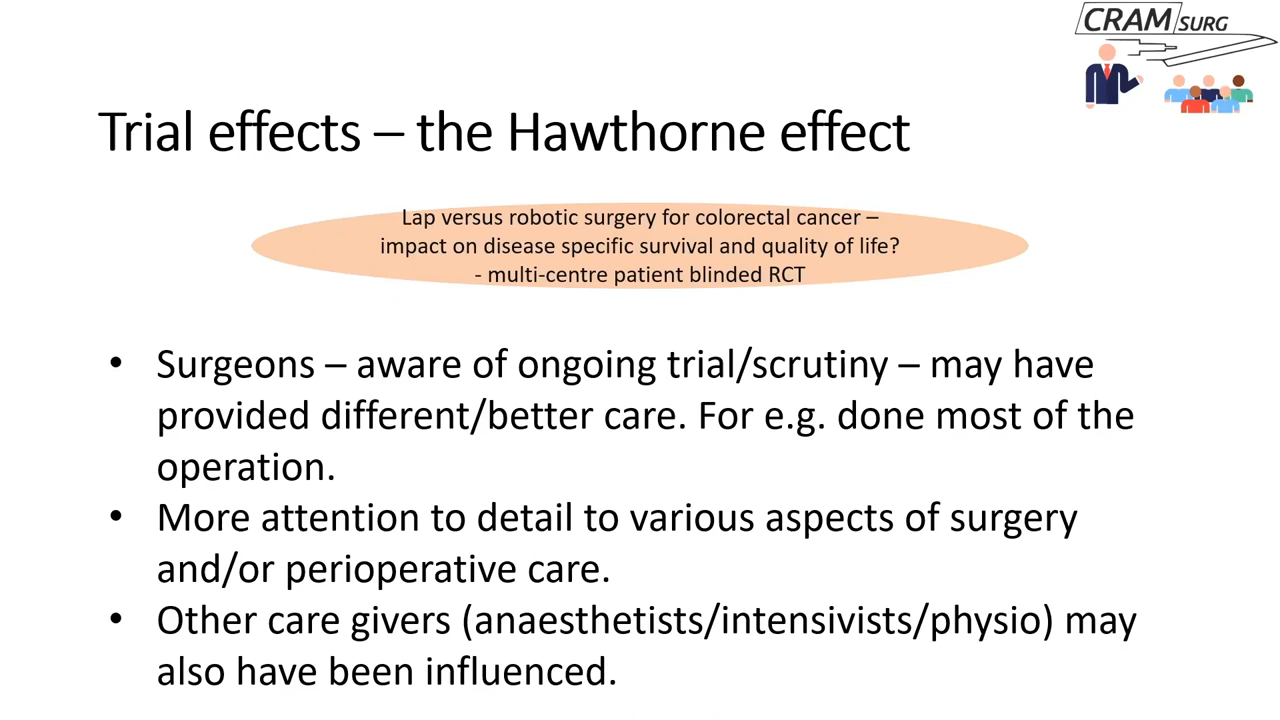 CRAM SURG
Trial effects – the Hawthorne effect
Lap versus robotic surgery for colorectal cancer –
impact on disease specific survival and quality of life?
- multi-centre patient blinded RCT
• Surgeons – aware of ongoing trial/scrutiny – may have
provided different/better care. For e.g. done most of the
operation.
• More attention to detail to various aspects of surgery
and/or perioperative care.
• Other care givers (anaesthetists/intensivists/physio) may
also have been influenced.